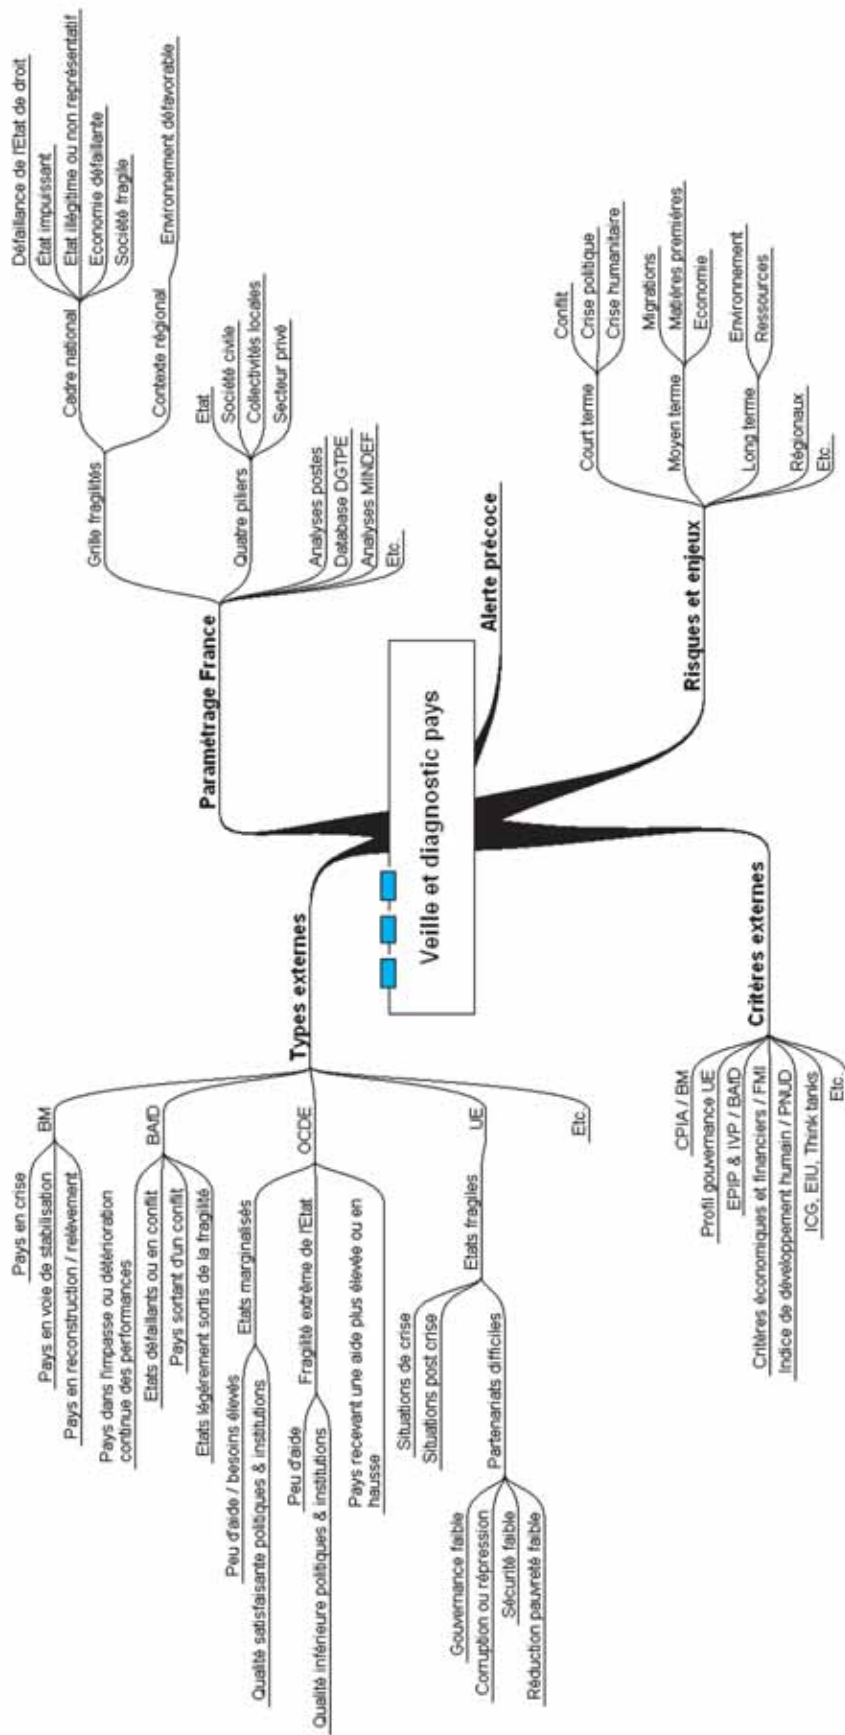 Veille et diagnostic pays
Types externes
BM
Pays en crise
Pays en voie de stabilisation
Pays en reconstruction / relèvement
BAfD
Pays dans l'impasse ou détérioration
continue des performances
Etats défaillants ou en conflit
Pays sortant d'un conflit
Etats légèrement sortis de la fragilité
OCDE
Etats marginalisés
Peu d'aide / besoins élevés
Qualité satisfaisante politiques & institutions
Fragilité extrême de l'Etat
Peu d'aide
Qualité inférieure politiques & institutions
Pays recevant une aide plus élevée ou en
hausse
UE
Etats fragiles
Situations de crise
Situations post crise
Partenariats difficiles
Gouvernance faible
Corruption ou répression
Sécurité faible
Réduction pauvreté faible
Etc.
Paramétrage France
Grille fragilités
Cadre national
Défaillance de l'Etat de droit
État impuissant
Etat illégitime ou non représentatif
Economie défaillante
Société fragile
Contexte régional
Environnement défavorable
Quatre piliers
Etat
Société civile
Collectivités locales
Secteur privé
Analyses postes
Database DGTPE
Analyses MINDEF
Etc.
Alerte précoce
Risques et enjeux
Court terme
Conflit
Crise politique
Crise humanitaire
Moyen terme
Migrations
Matières premières
Economie
Long terme
Environnement
Ressources
Régionaux
Etc.
Critères externes
CPIA / BM
Profil gouvernance UE
EPIP & IVP / BAfD
Critères économiques et financiers / FMI
Indice de développement humain / PNUD
ICG, EIU, Think tanks
Etc.